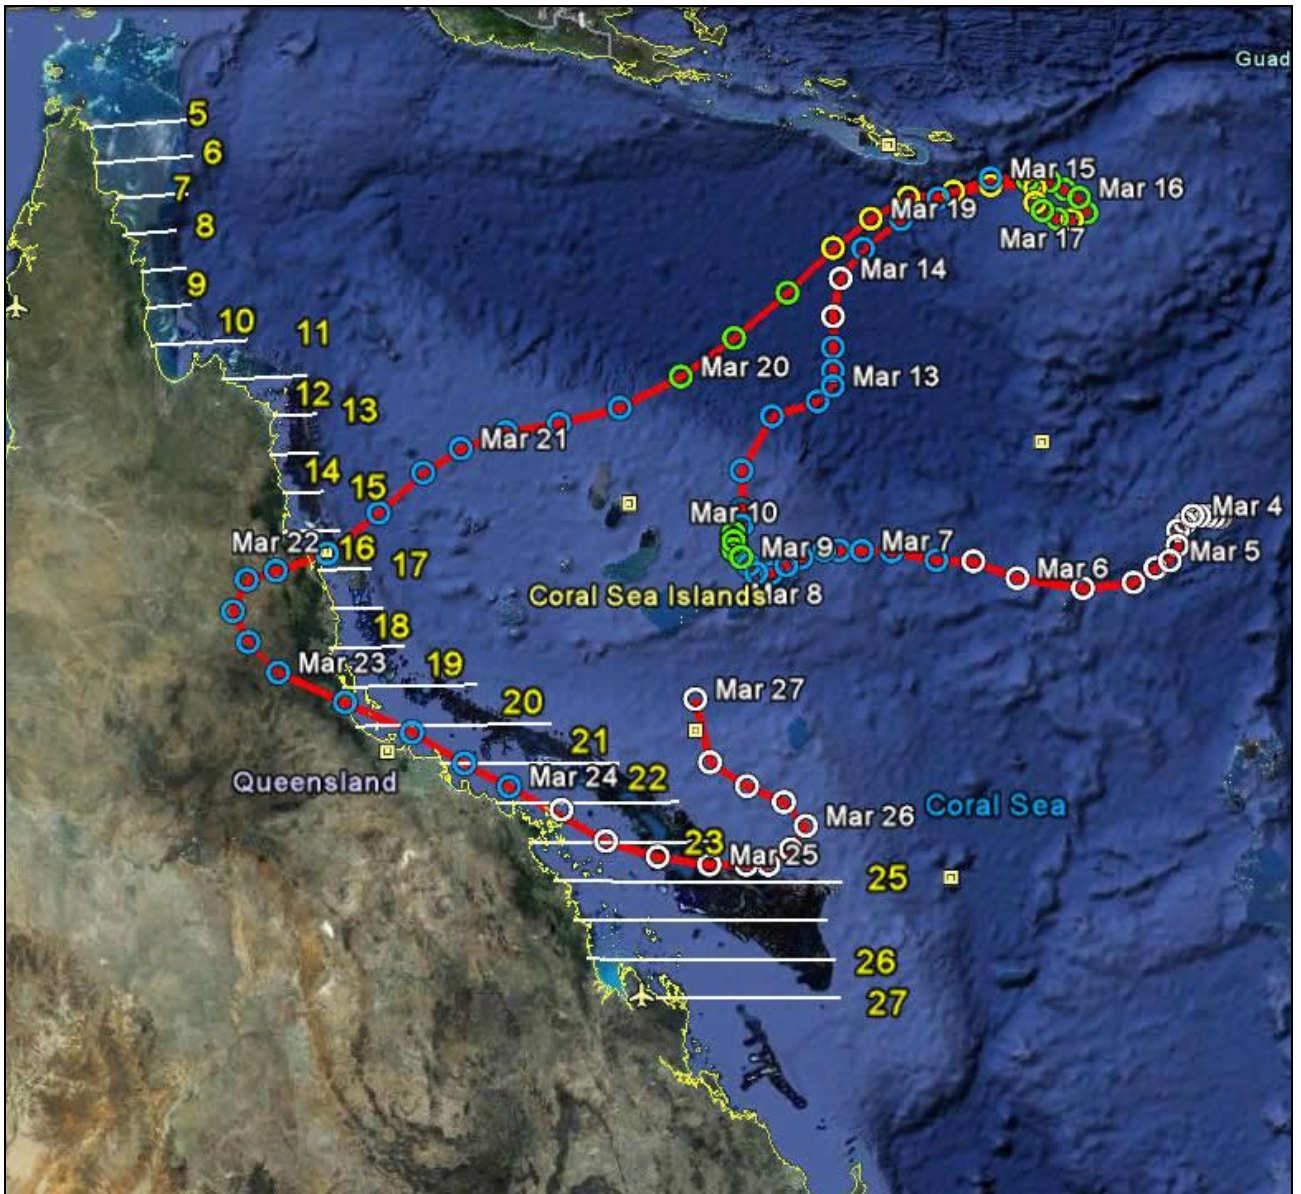 Guad
5
6
7
8
9
10
11
12
13
14
15
16
17
18
19
20
21
22
23
25
26
27
Mar 15
Mar 16
Mar 19
Mar 17
Mar 14
Mar 20
Mar 13
Mar 21
Mar 10
Mar 4
Mar 22
Mar 9
Mar 7
Mar 5
Mar 6
Coral Sea Islands
Mar 8
Mar 23
Mar 27
Queensland
Mar 24
Mar 26
Coral Sea
Mar 25